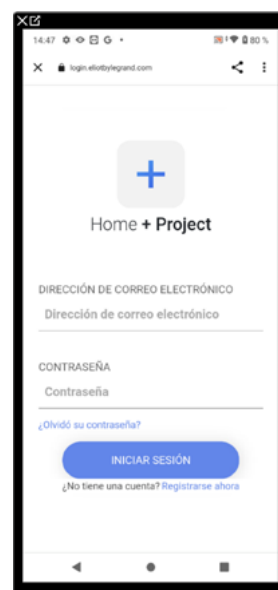 14:47 G • 80 %
login.eliotbylegrand.com
Home + Project
DIRECCIÓN DE CORREO ELECTRÓNICO
Dirección de correo electrónico
CONTRASEÑA
Contraseña
¿Olvidó su contraseña?
INICIAR SESIÓN
¿No tiene una cuenta? Registrarse ahora